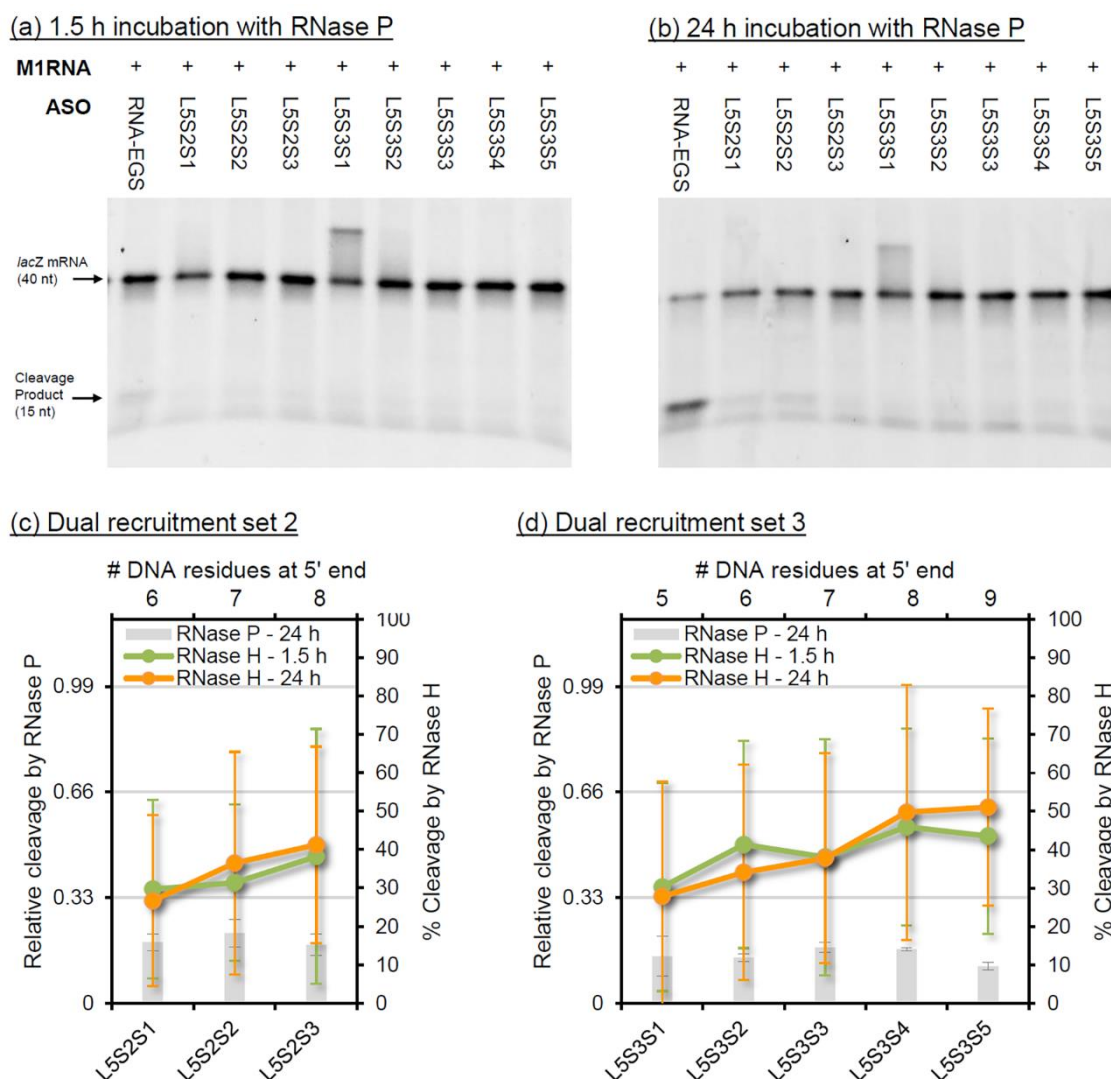 (a) 1.5 h incubation with RNase P
(b) 24 h incubation with RNase P
M1RNA + + + + + + + + +
+ + + + + + + + +
ASO RNA-EGS L5S2S1 L5S2S2 L5S2S3 L5S3S1 L5S3S2 L5S3S3 L5S3S4 L5S3S5
RNA-EGS L5S2S1 L5S2S2 L5S2S3 L5S3S1 L5S3S2 L5S3S3 L5S3S4 L5S3S5
lacZ mRNA
(40 nt)
Cleavage
Product
(15 nt)
(c) Dual recruitment set 2
# DNA residues at 5' end
6 7 8
RNase P - 24 h
RNase H - 1.5 h
RNase H - 24 h
Relative cleavage by RNase P
0.99
0.66
0.33
0
% Cleavage by RNase H
100
90
80
70
60
50
40
30
20
10
0
L5S2S1 L5S2S2 L5S2S3
(d) Dual recruitment set 3
# DNA residues at 5' end
5 6 7 8 9
RNase P - 24 h
RNase H - 1.5 h
RNase H - 24 h
Relative cleavage by RNase P
0.99
0.66
0.33
0
% Cleavage by RNase H
100
90
80
70
60
50
40
30
20
10
0
L5S3S1 L5S3S2 L5S3S3 L5S3S4 L5S3S5